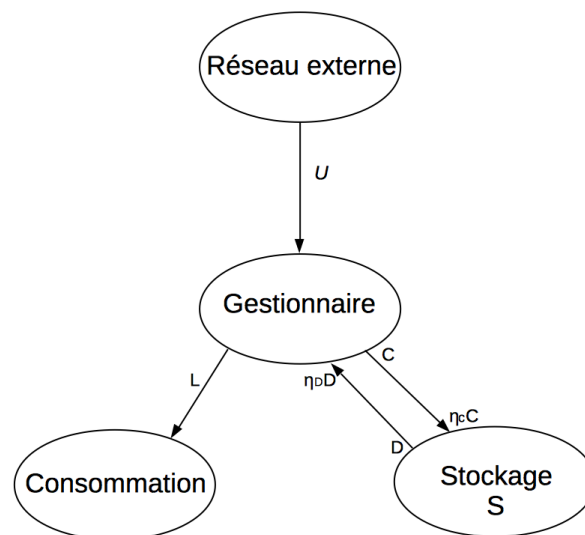 Réseau externe
U
Gestionnaire
L
ηDD
C
D
ηcC
Consommation
Stockage
S